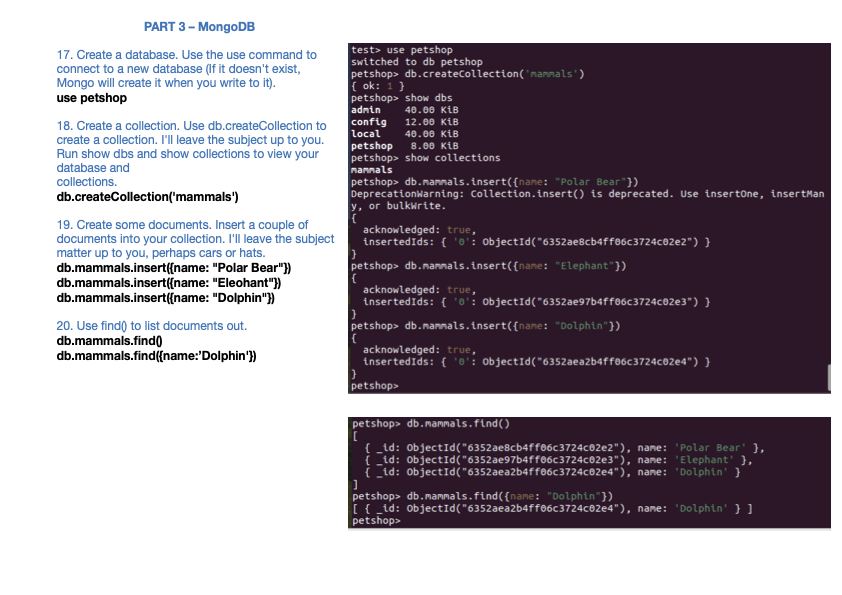 PART 3 – MongoDB
17. Create a database. Use the use command to
connect to a new database (If it doesn't exist,
Mongo will create it when you write to it).
use petshop
18. Create a collection. Use db.createCollection to
create a collection. I'll leave the subject up to you.
Run show dbs and show collections to view your
database and
collections.
db.createCollection('mammals')
19. Create some documents. Insert a couple of
documents into your collection. I'll leave the subject
matter up to you, perhaps cars or hats.
db.mammals.insert({name: "Polar Bear"})
db.mammals.insert({name: "Eleohant"})
db.mammals.insert({name: "Dolphin"})
20. Use find() to list documents out.
db.mammals.find()
db.mammals.find({name:'Dolphin'})
test> use petshop
switched to db petshop
petshop> db.createCollection('mammals')
{ ok: 1 }
petshop> show dbs
admin 40.00 KiB
config 12.00 KiB
local 40.00 KiB
petshop 8.00 KiB
petshop> show collections
mammals
petshop> db.mammals.insert({name: "Polar Bear"})
DeprecationWarning: Collection.insert() is deprecated. Use insertOne, insertMan
y, or bulkWrite.
{
acknowledged: true,
insertedIds: { '0': ObjectId("6352ae8cb4ff06c3724c02e2") }
}
petshop> db.mammals.insert({name: "Elephant"})
{
acknowledged: true,
insertedIds: { '0': ObjectId("6352ae97b4ff06c3724c02e3") }
}
petshop> db.mammals.insert({name: "Dolphin"})
{
acknowledged: true,
insertedIds: { '0': ObjectId("6352aea2b4ff06c3724c02e4") }
}
petshop>
petshop> db.mammals.find()
[
{ _id: ObjectId("6352ae8cb4ff06c3724c02e2"), name: 'Polar Bear' },
{ _id: ObjectId("6352ae97b4ff06c3724c02e3"), name: 'Elephant' },
{ _id: ObjectId("6352aea2b4ff06c3724c02e4"), name: 'Dolphin' }
]
petshop> db.mammals.find({name: "Dolphin"})
[ { _id: ObjectId("6352aea2b4ff06c3724c02e4"), name: 'Dolphin' } ]
petshop>